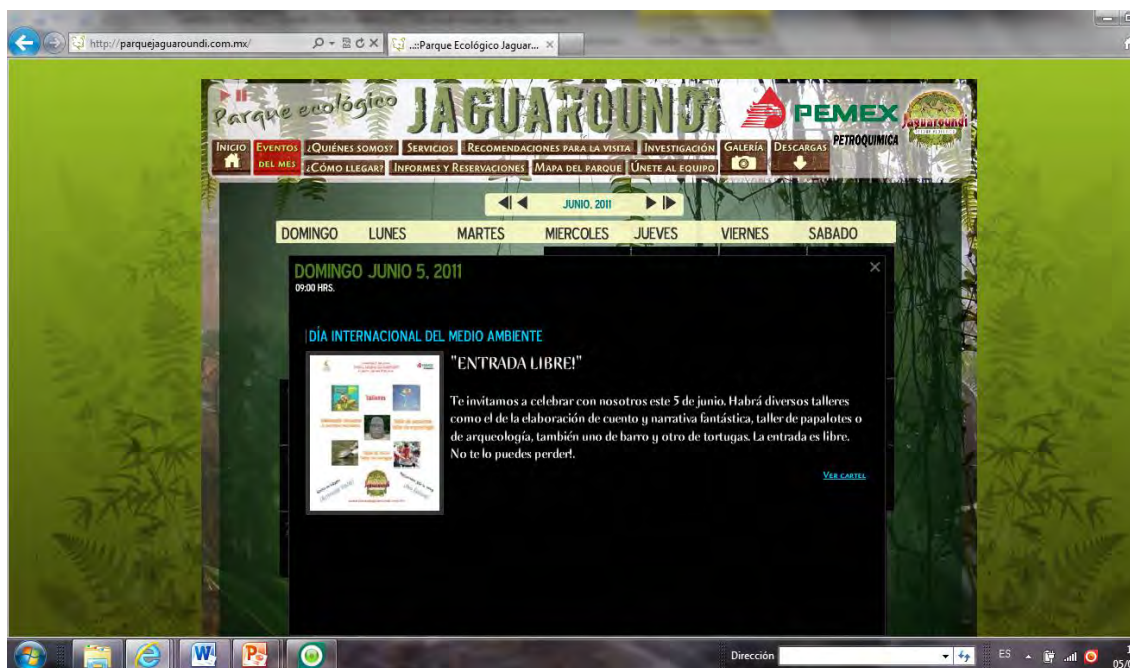 http://parquejaguaroundi.com.mx/
..::Parque Ecológico Jaguar...
Parque ecológico JAGUAROUNDI
PEMEX
PETROQUIMICA
Jaguaroundi
INICIO
EVENTOS DEL MES
¿QUIÉNES SOMOS?
SERVICIOS
RECOMENDACIONES PARA LA VISITA
INVESTIGACIÓN
GALERÍA
DESCARGAS
¿CÓMO LLEGAR?
INFORMES Y RESERVACIONES
MAPA DEL PARQUE
ÚNETE AL EQUIPO
JUNIO, 2011
DOMINGO LUNES MARTES MIERCOLES JUEVES VIERNES SABADO
DOMINGO JUNIO 5, 2011
09:00 HRS.
DÍA INTERNACIONAL DEL MEDIO AMBIENTE
"ENTRADA LIBRE!"
Te invitamos a celebrar con nosotros este 5 de junio. Habrá diversos talleres
como el de la elaboración de cuento y narrativa fantástica, taller de papalotes o
de arqueología, también uno de barro y otro de tortugas. La entrada es libre.
No te lo puedes perder!.
VER CARTEL
Talleres
Dirección
ES